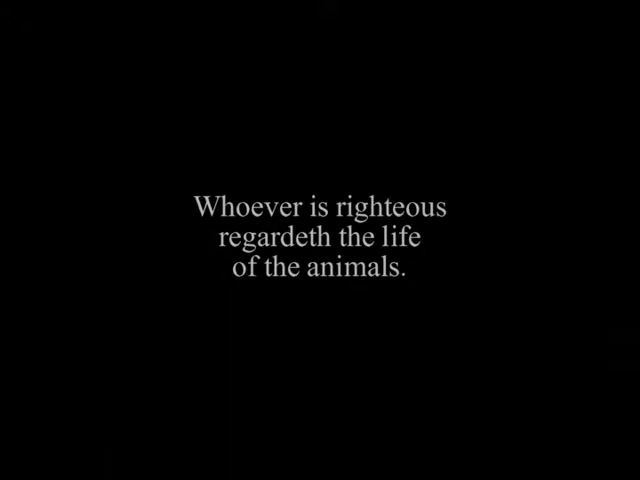 Whoever is righteous
regardeth the life
of the animals.